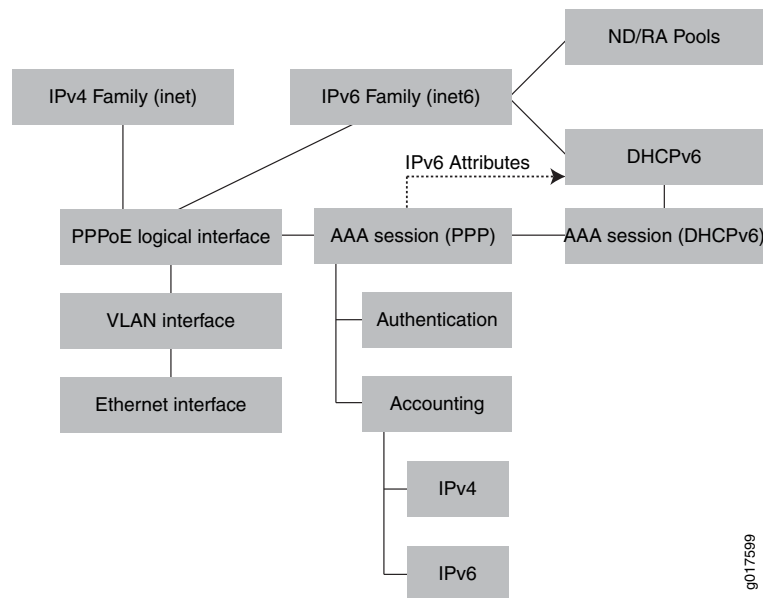 ND/RA Pools
IPv4 Family (inet)
IPv6 Family (inet6)
DHCPv6
IPv6 Attributes
PPPoE logical interface
AAA session (PPP)
AAA session (DHCPv6)
VLAN interface
Authentication
Ethernet interface
Accounting
IPv4
IPv6
g017599